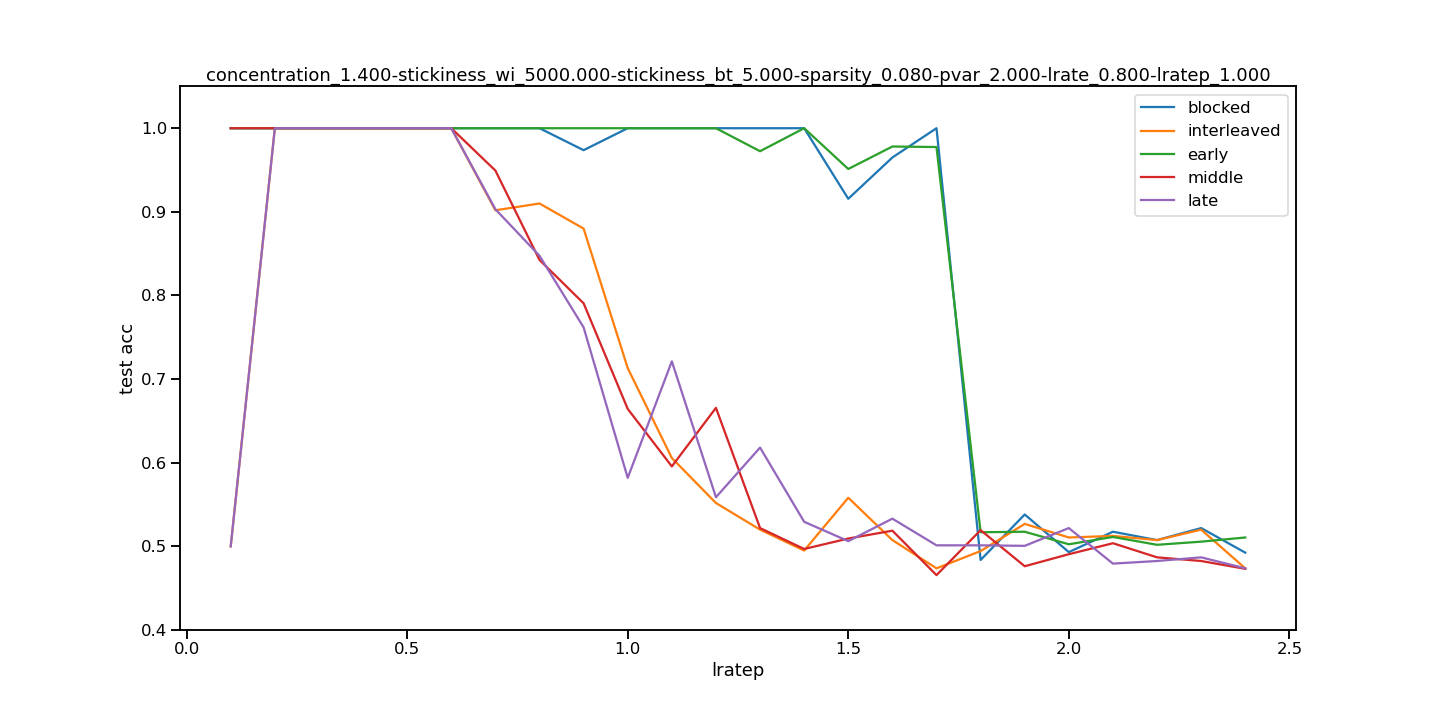 concentration_1.400-stickiness_wi_5000.000-stickiness_bt_5.000-sparsity_0.080-pvar_2.000-lrate_0.800-lratep_1.000
blocked
interleaved
early
middle
late
test acc
1.0
0.9
0.8
0.7
0.6
0.5
0.4
0.0 0.5 1.0 1.5 2.0 2.5
lratep